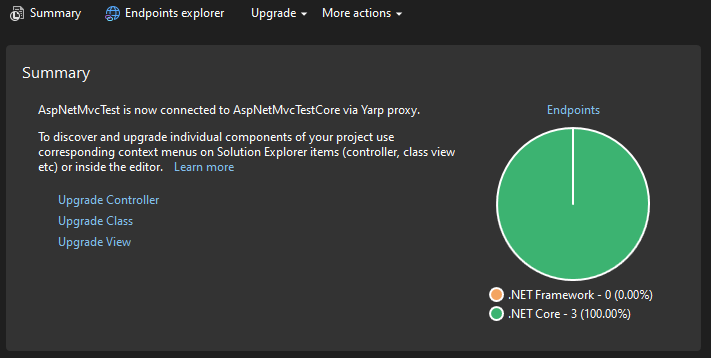 Summary
Endpoints explorer
Upgrade
More actions
Summary
AspNetMvcTest is now connected to AspNetMvcTestCore via Yarp proxy.
To discover and upgrade individual components of your project use
corresponding context menus on Solution Explorer items (controller, class view
etc) or inside the editor. Learn more
Upgrade Controller
Upgrade Class
Upgrade View
Endpoints
.NET Framework - 0 (0.00%)
.NET Core - 3 (100.00%)